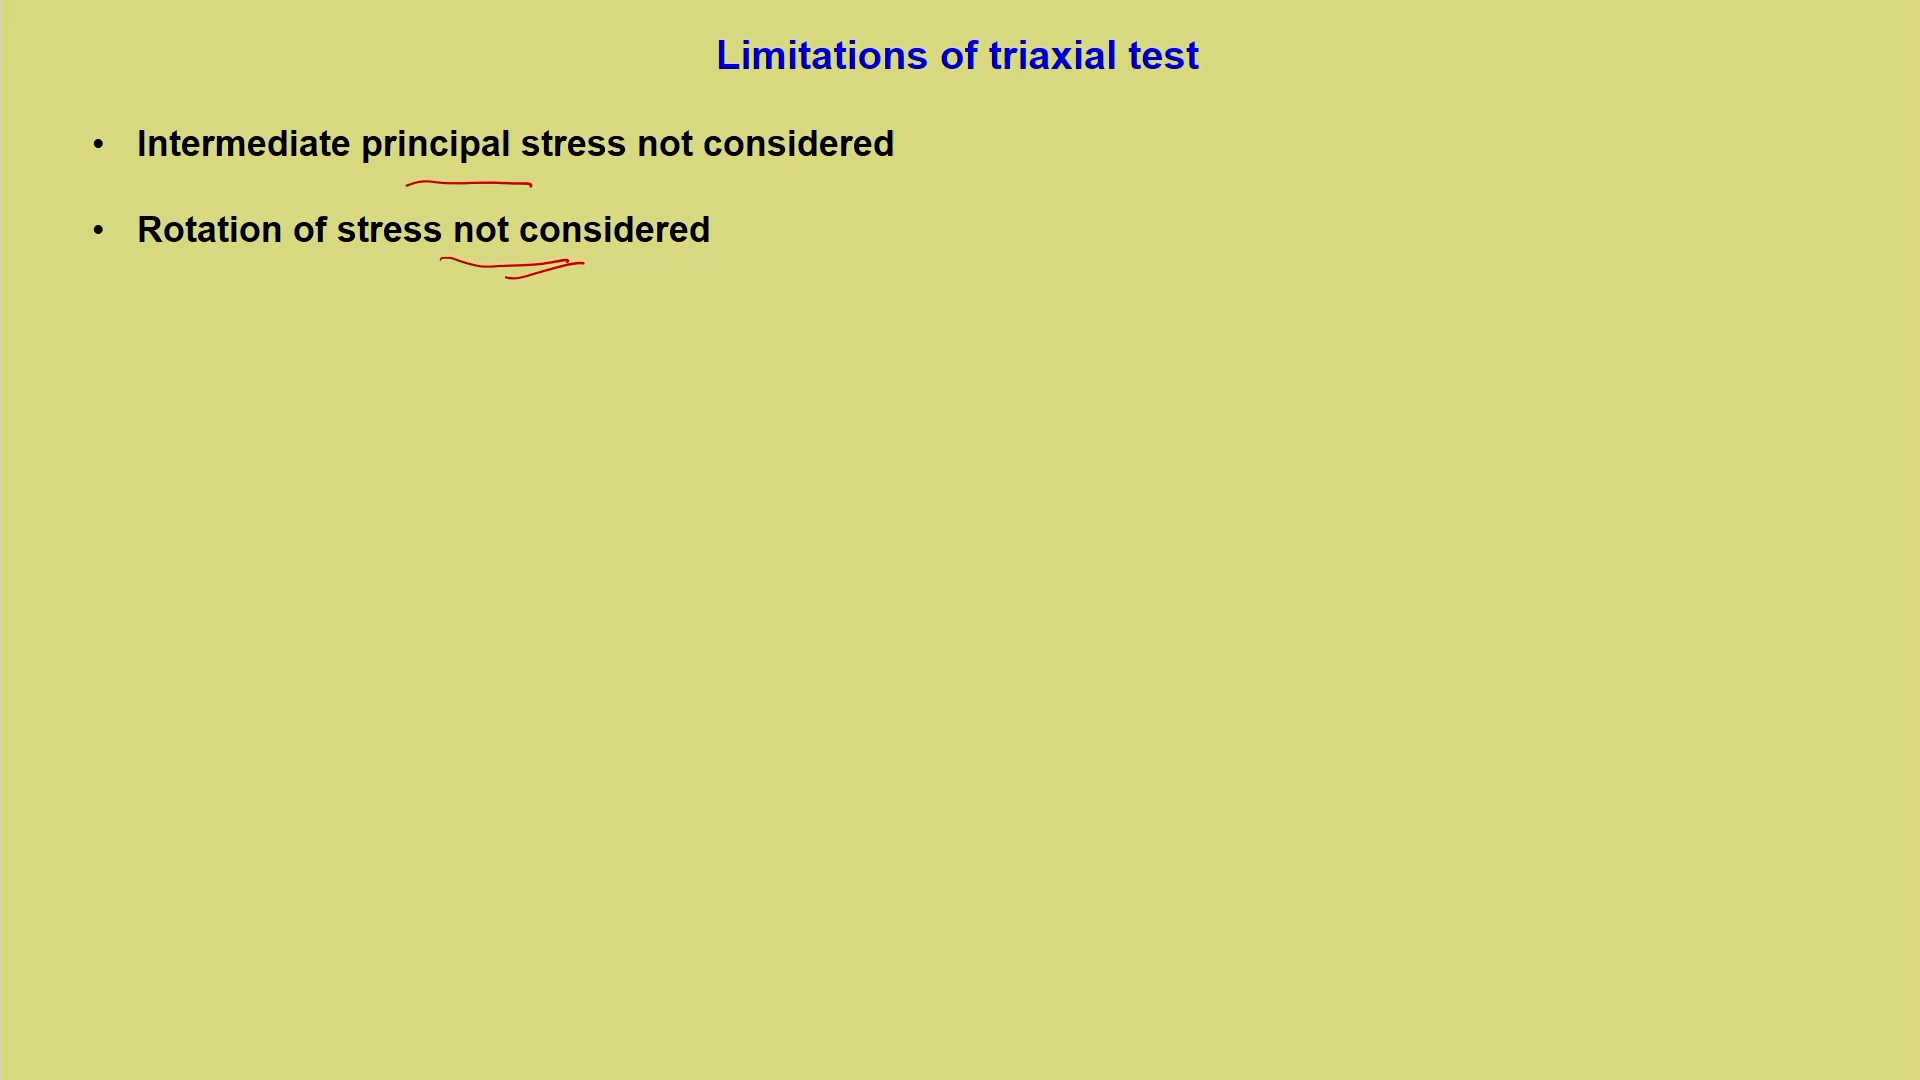 Limitations of triaxial test
• Intermediate principal stress not considered
• Rotation of stress not considered